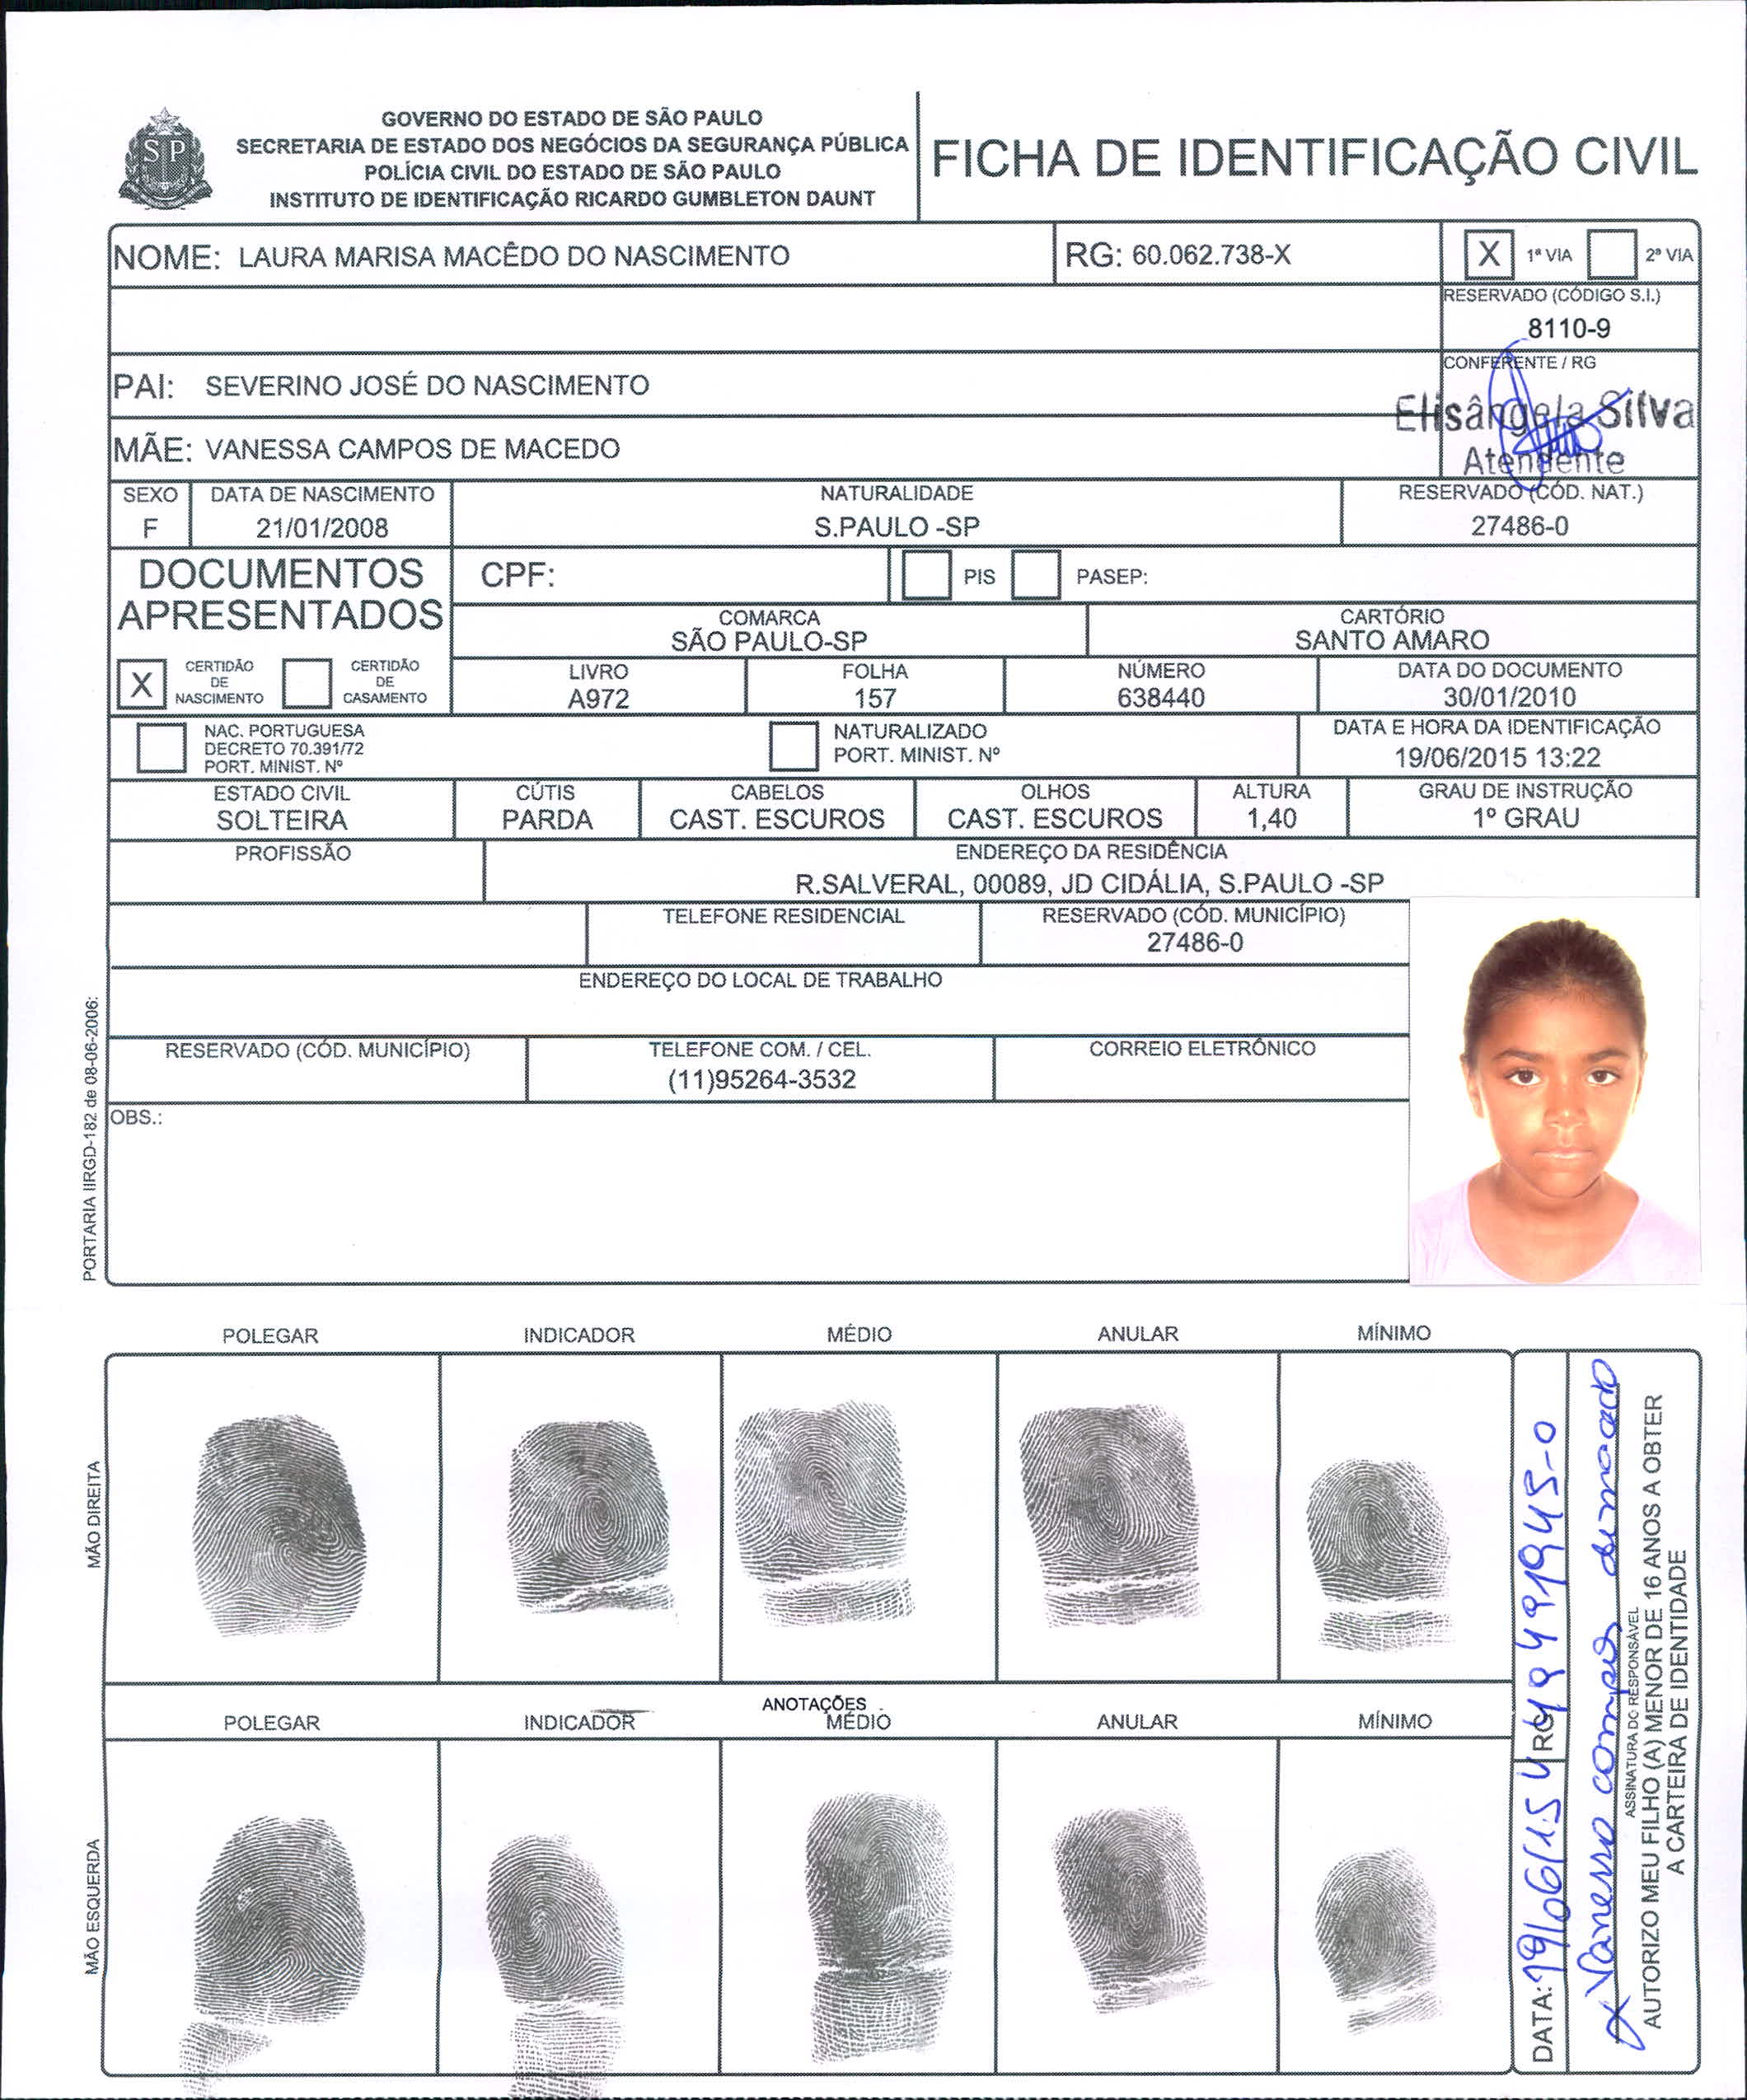 GOVERNO DO ESTADO DE SÃO PAULO
SECRETARIA DE ESTADO DOS NEGÓCIOS DA SEGURANÇA PÚBLICA
POLÍCIA CIVIL DO ESTADO DE SÃO PAULO
INSTITUTO DE IDENTIFICAÇÃO RICARDO GUMBLETON DAUNT
SP
FICHA DE IDENTIFICAÇÃO CIVIL
NOME: LAURA MARISA MACÊDO DO NASCIMENTO
RG: 60.062.738-X
X 1ª VIA 2ª VIA
RESERVADO (CÓDIGO S.I.)
8110-9
PAI: SEVERINO JOSÉ DO NASCIMENTO
CONFERENTE / RG
Elisângela Silva
Atendente
MÃE: VANESSA CAMPOS DE MACEDO
SEXO
F
DATA DE NASCIMENTO
21/01/2008
NATURALIDADE
S.PAULO -SP
RESERVADO (CÓD. NAT.)
27486-0
DOCUMENTOS
APRESENTADOS
CPF:
PIS
PASEP:
COMARCA
SÃO PAULO-SP
CARTÓRIO
SANTO AMARO
X
CERTIDÃO
DE
NASCIMENTO
CERTIDÃO
DE
CASAMENTO
LIVRO
A972
FOLHA
157
NÚMERO
638440
DATA DO DOCUMENTO
30/01/2010
NAC. PORTUGUESA
DECRETO 70.391/72
PORT. MINIST. Nº
NATURALIZADO
PORT. MINIST. Nº
DATA E HORA DA IDENTIFICAÇÃO
19/06/2015 13:22
ESTADO CIVIL
SOLTEIRA
CÚTIS
PARDA
CABELOS
CAST. ESCUROS
OLHOS
CAST. ESCUROS
ALTURA
1,40
GRAU DE INSTRUÇÃO
1º GRAU
PROFISSÃO
ENDEREÇO DA RESIDÊNCIA
R.SALVERAL, 00089, JD CIDÁLIA, S.PAULO -SP
TELEFONE RESIDENCIAL
RESERVADO (CÓD. MUNICÍPIO)
27486-0
ENDEREÇO DO LOCAL DE TRABALHO
RESERVADO (CÓD. MUNICÍPIO)
TELEFONE COM. / CEL.
(11)95264-3532
CORREIO ELETRÔNICO
OBS.:
PORTARIA IIRGD-182 de 08-06-2006:
POLEGAR INDICADOR MÉDIO ANULAR MÍNIMO
MÃO DIREITA
ANOTAÇÕES
POLEGAR INDICADOR MÉDIO ANULAR MÍNIMO
MÃO ESQUERDA
DATA: 19/06/15
RG
Vanessa campos de macedo
ASSINATURA DO RESPONSÁVEL
AUTORIZO MEU FILHO (A) MENOR DE 16 ANOS A OBTER
A CARTEIRA DE IDENTIDADE